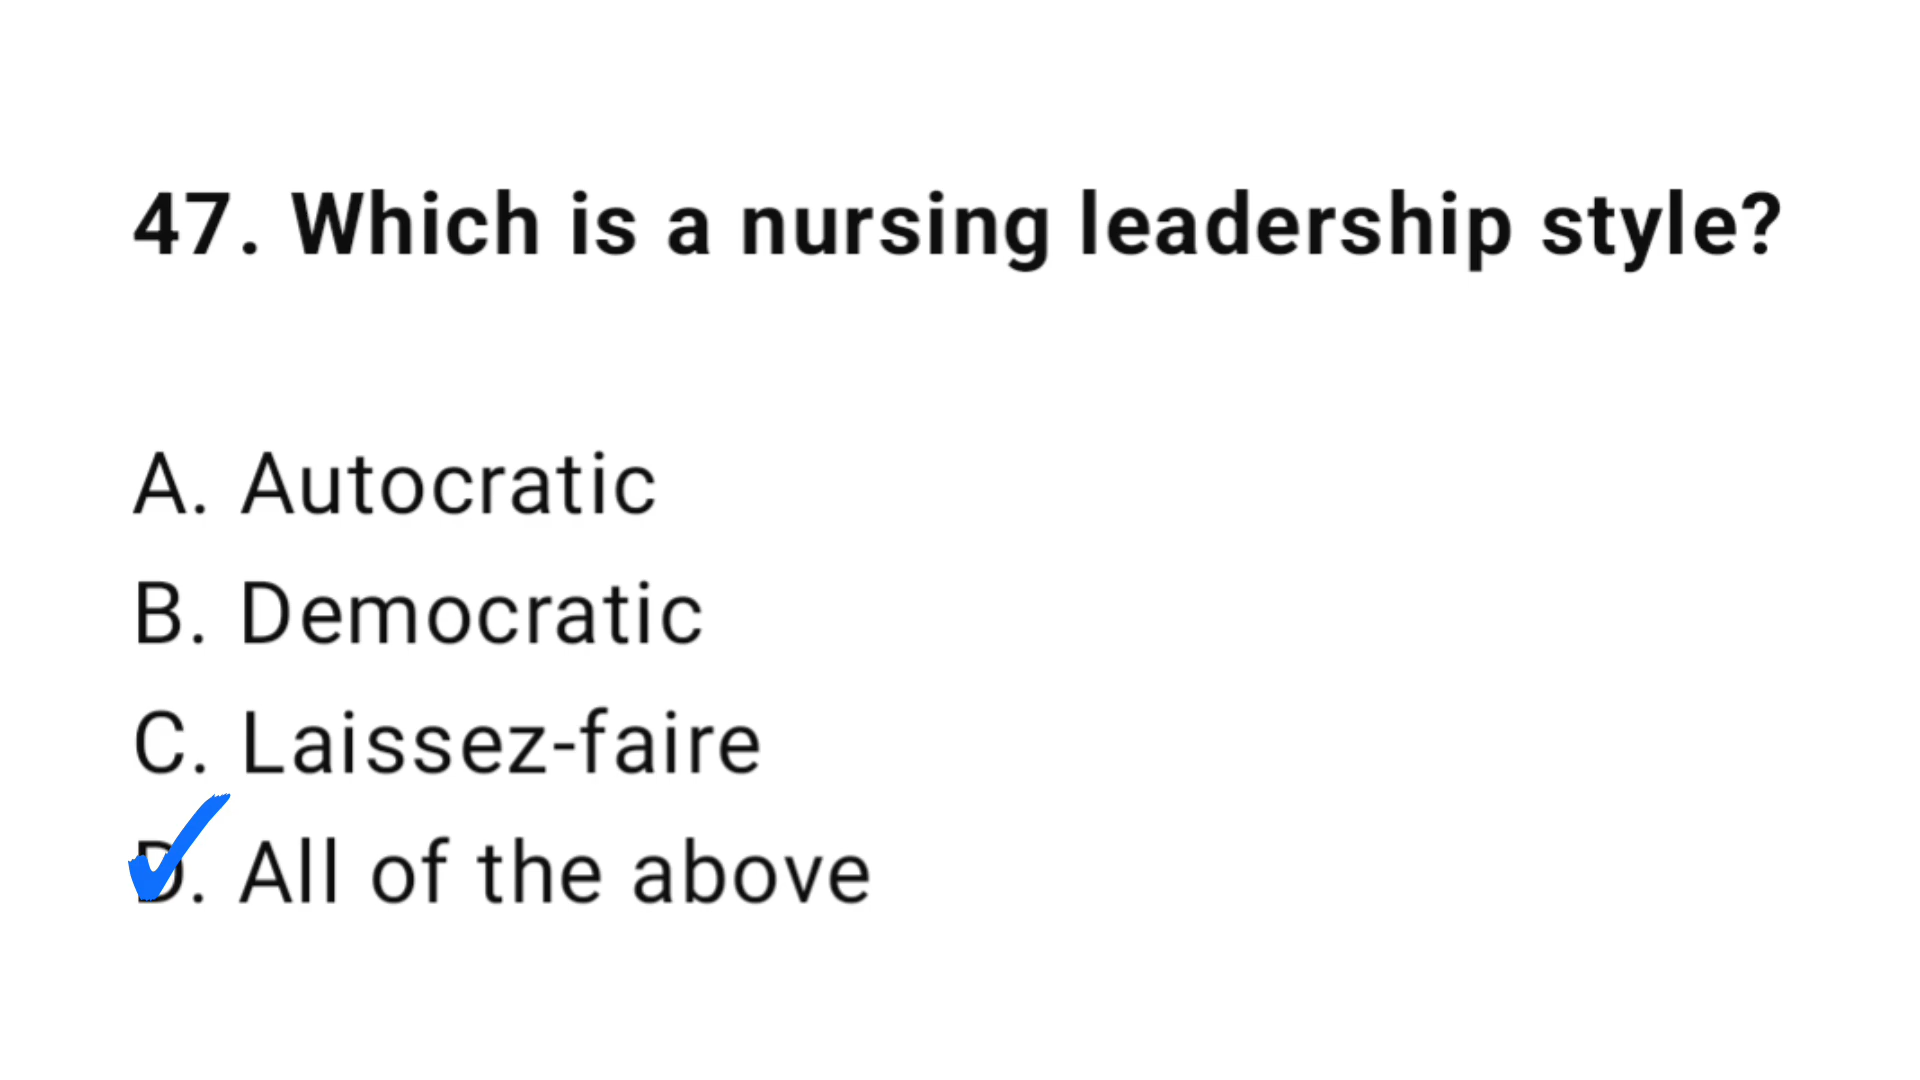 47. Which is a nursing leadership style?
A. Autocratic
B. Democratic
C. Laissez-faire
D. All of the above